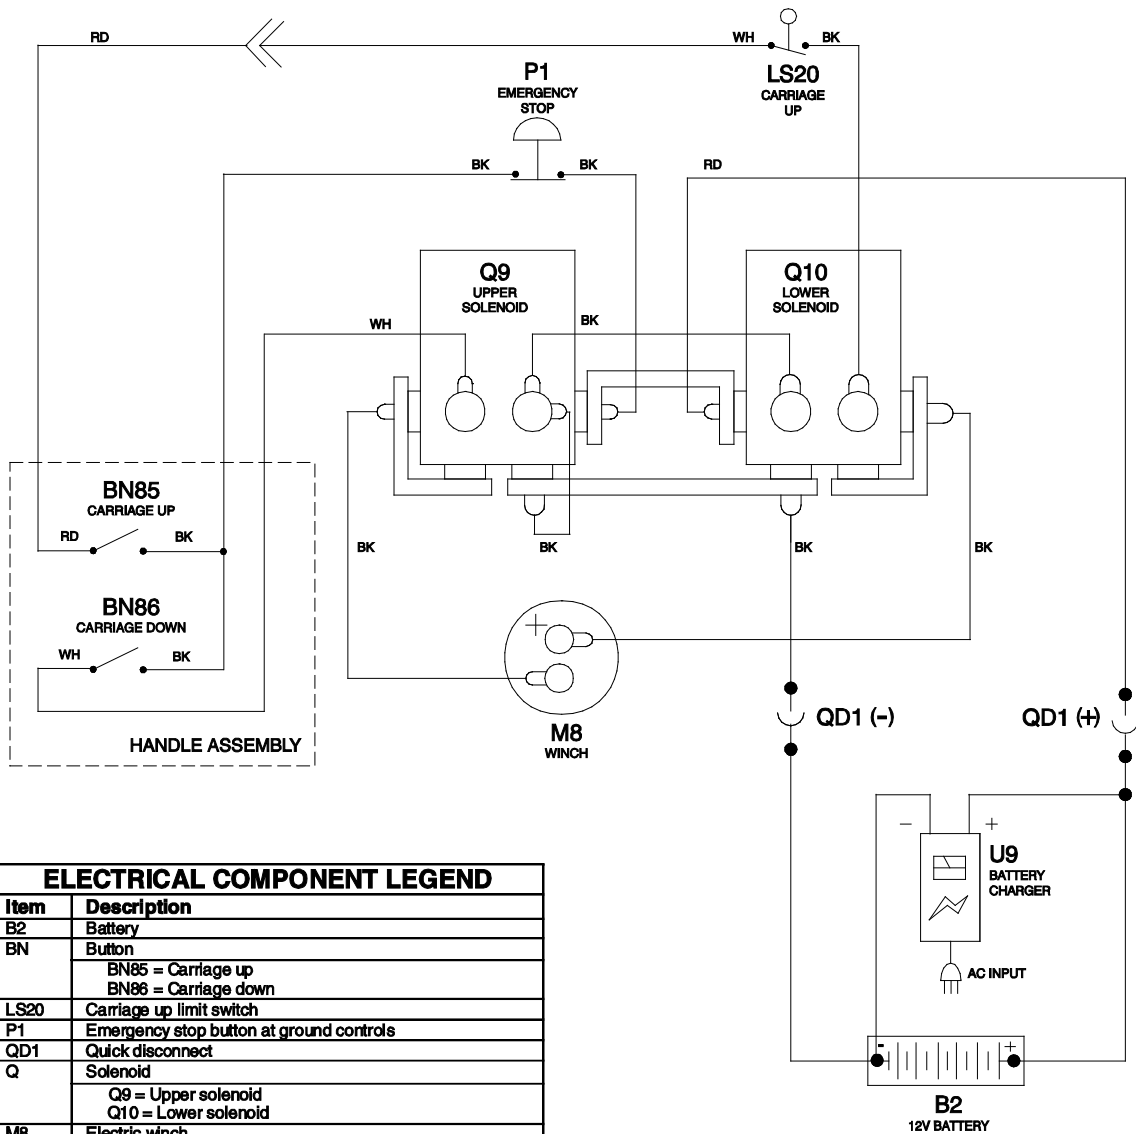 RD
WH
BK
LS20
CARRIAGE
UP
P1
EMERGENCY
STOP
BK
BK
RD
Q9
UPPER
SOLENOID
Q10
LOWER
SOLENOID
WH
BK
BN85
CARRIAGE UP
RD
BK
BK
BK
BK
BK
BN86
CARRIAGE DOWN
WH
BK
+
M8
WINCH
QD1 (-)
QD1 (+)
HANDLE ASSEMBLY
- +
U9
BATTERY
CHARGER
AC INPUT
- +
B2
12V BATTERY
ELECTRICAL COMPONENT LEGEND
Item Description
B2 Battery
BN Button
BN85 = Carriage up
BN86 = Carriage down
LS20 Carriage up limit switch
P1 Emergency stop button at ground controls
QD1 Quick disconnect
Q Solenoid
Q9 = Upper solenoid
Q10 = Lower solenoid
M8 Electric winch